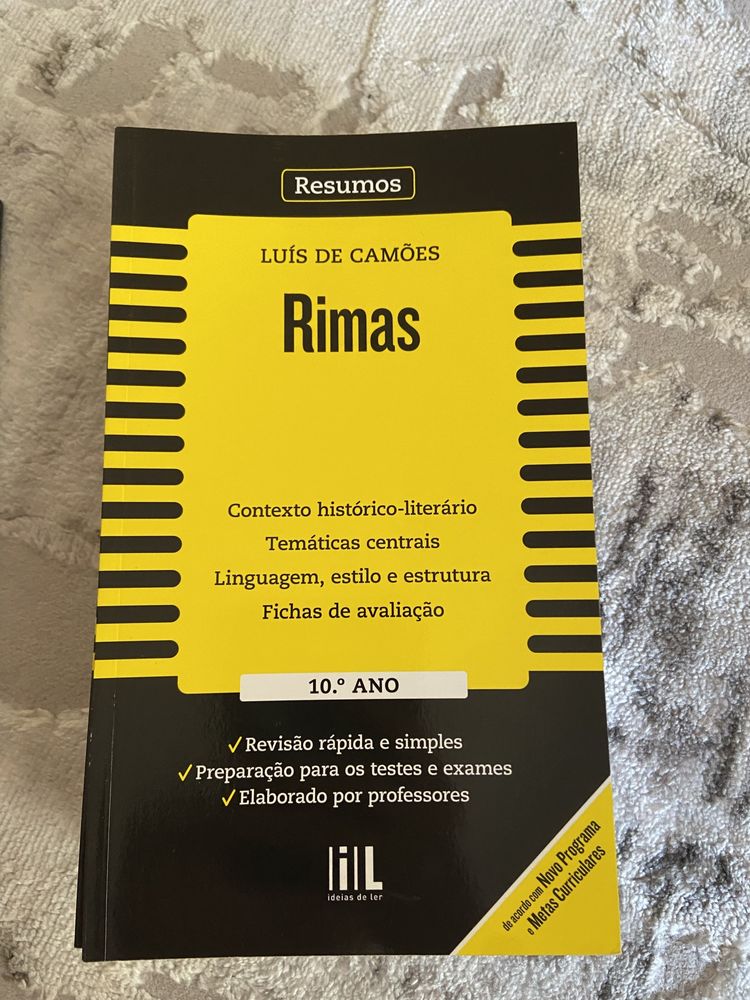 Resumos
LUÍS DE CAMÕES
Rimas
Contexto histórico-literário
Temáticas centrais
Linguagem, estilo e estrutura
Fichas de avaliação
10.º ANO
✓Revisão rápida e simples
✓Preparação para os testes e exames
✓Elaborado por professores
|i|L
ideias de ler
de acordo com Novo Programa
e Metas Curriculares